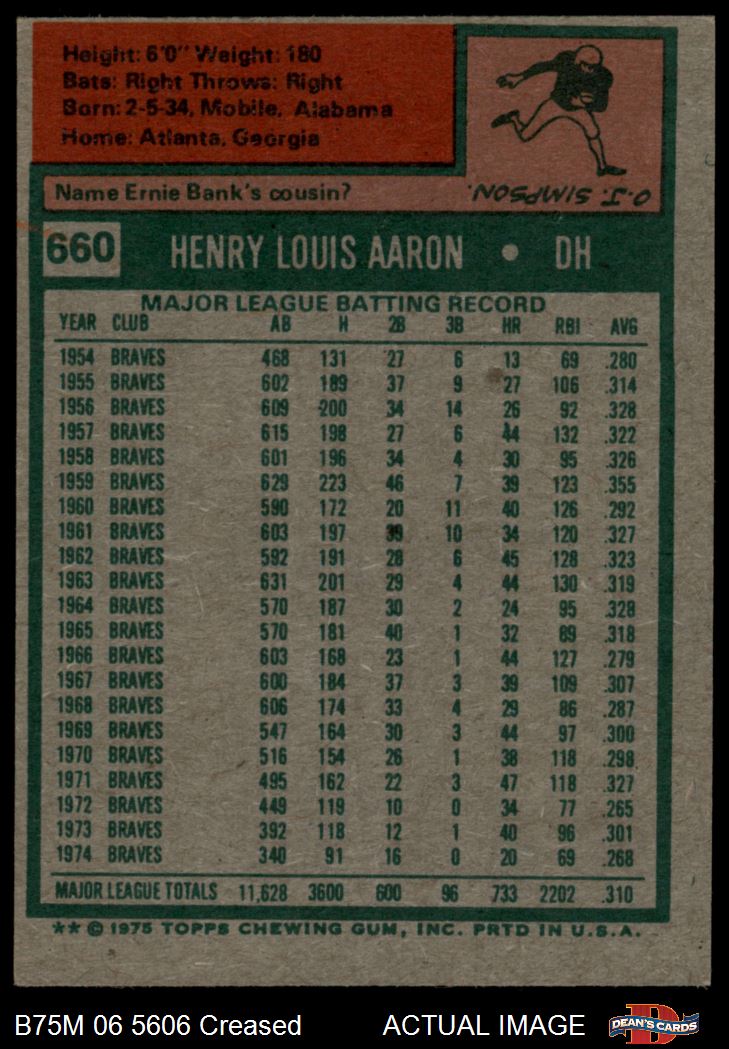 Height: 6'0" Weight: 180
Bats: Right Throws: Right
Born: 2-5-34, Mobile, Alabama
Home: Atlanta, Georgia
Name Ernie Bank's cousin?
O.J. SIMPSON.
660 HENRY LOUIS AARON • DH
MAJOR LEAGUE BATTING RECORD
YEAR CLUB AB H 2B 3B HR RBI AVG
1954 BRAVES 468 131 27 6 13 69 .280
1955 BRAVES 602 189 37 9 27 106 .314
1956 BRAVES 609 200 34 14 26 92 .328
1957 BRAVES 615 198 27 6 44 132 .322
1958 BRAVES 601 196 34 4 30 95 .326
1959 BRAVES 629 223 46 7 39 123 .355
1960 BRAVES 590 172 20 11 40 126 .292
1961 BRAVES 603 197 39 10 34 120 .327
1962 BRAVES 592 191 28 6 45 128 .323
1963 BRAVES 631 201 29 4 44 130 .319
1964 BRAVES 570 187 30 2 24 95 .328
1965 BRAVES 570 181 40 1 32 89 .318
1966 BRAVES 603 168 23 1 44 127 .279
1967 BRAVES 600 184 37 3 39 109 .307
1968 BRAVES 606 174 33 4 29 86 .287
1969 BRAVES 547 164 30 3 44 97 .300
1970 BRAVES 516 154 26 1 38 118 .298
1971 BRAVES 495 162 22 3 47 118 .327
1972 BRAVES 449 119 10 0 34 77 .265
1973 BRAVES 392 118 12 1 40 96 .301
1974 BRAVES 340 91 16 0 20 69 .268
MAJOR LEAGUE TOTALS 11,628 3600 600 96 733 2202 .310
** © 1975 TOPPS CHEWING GUM, INC. PRTD IN U.S.A.
B75M 06 5606 Creased ACTUAL IMAGE
D
DEAN'S CARDS